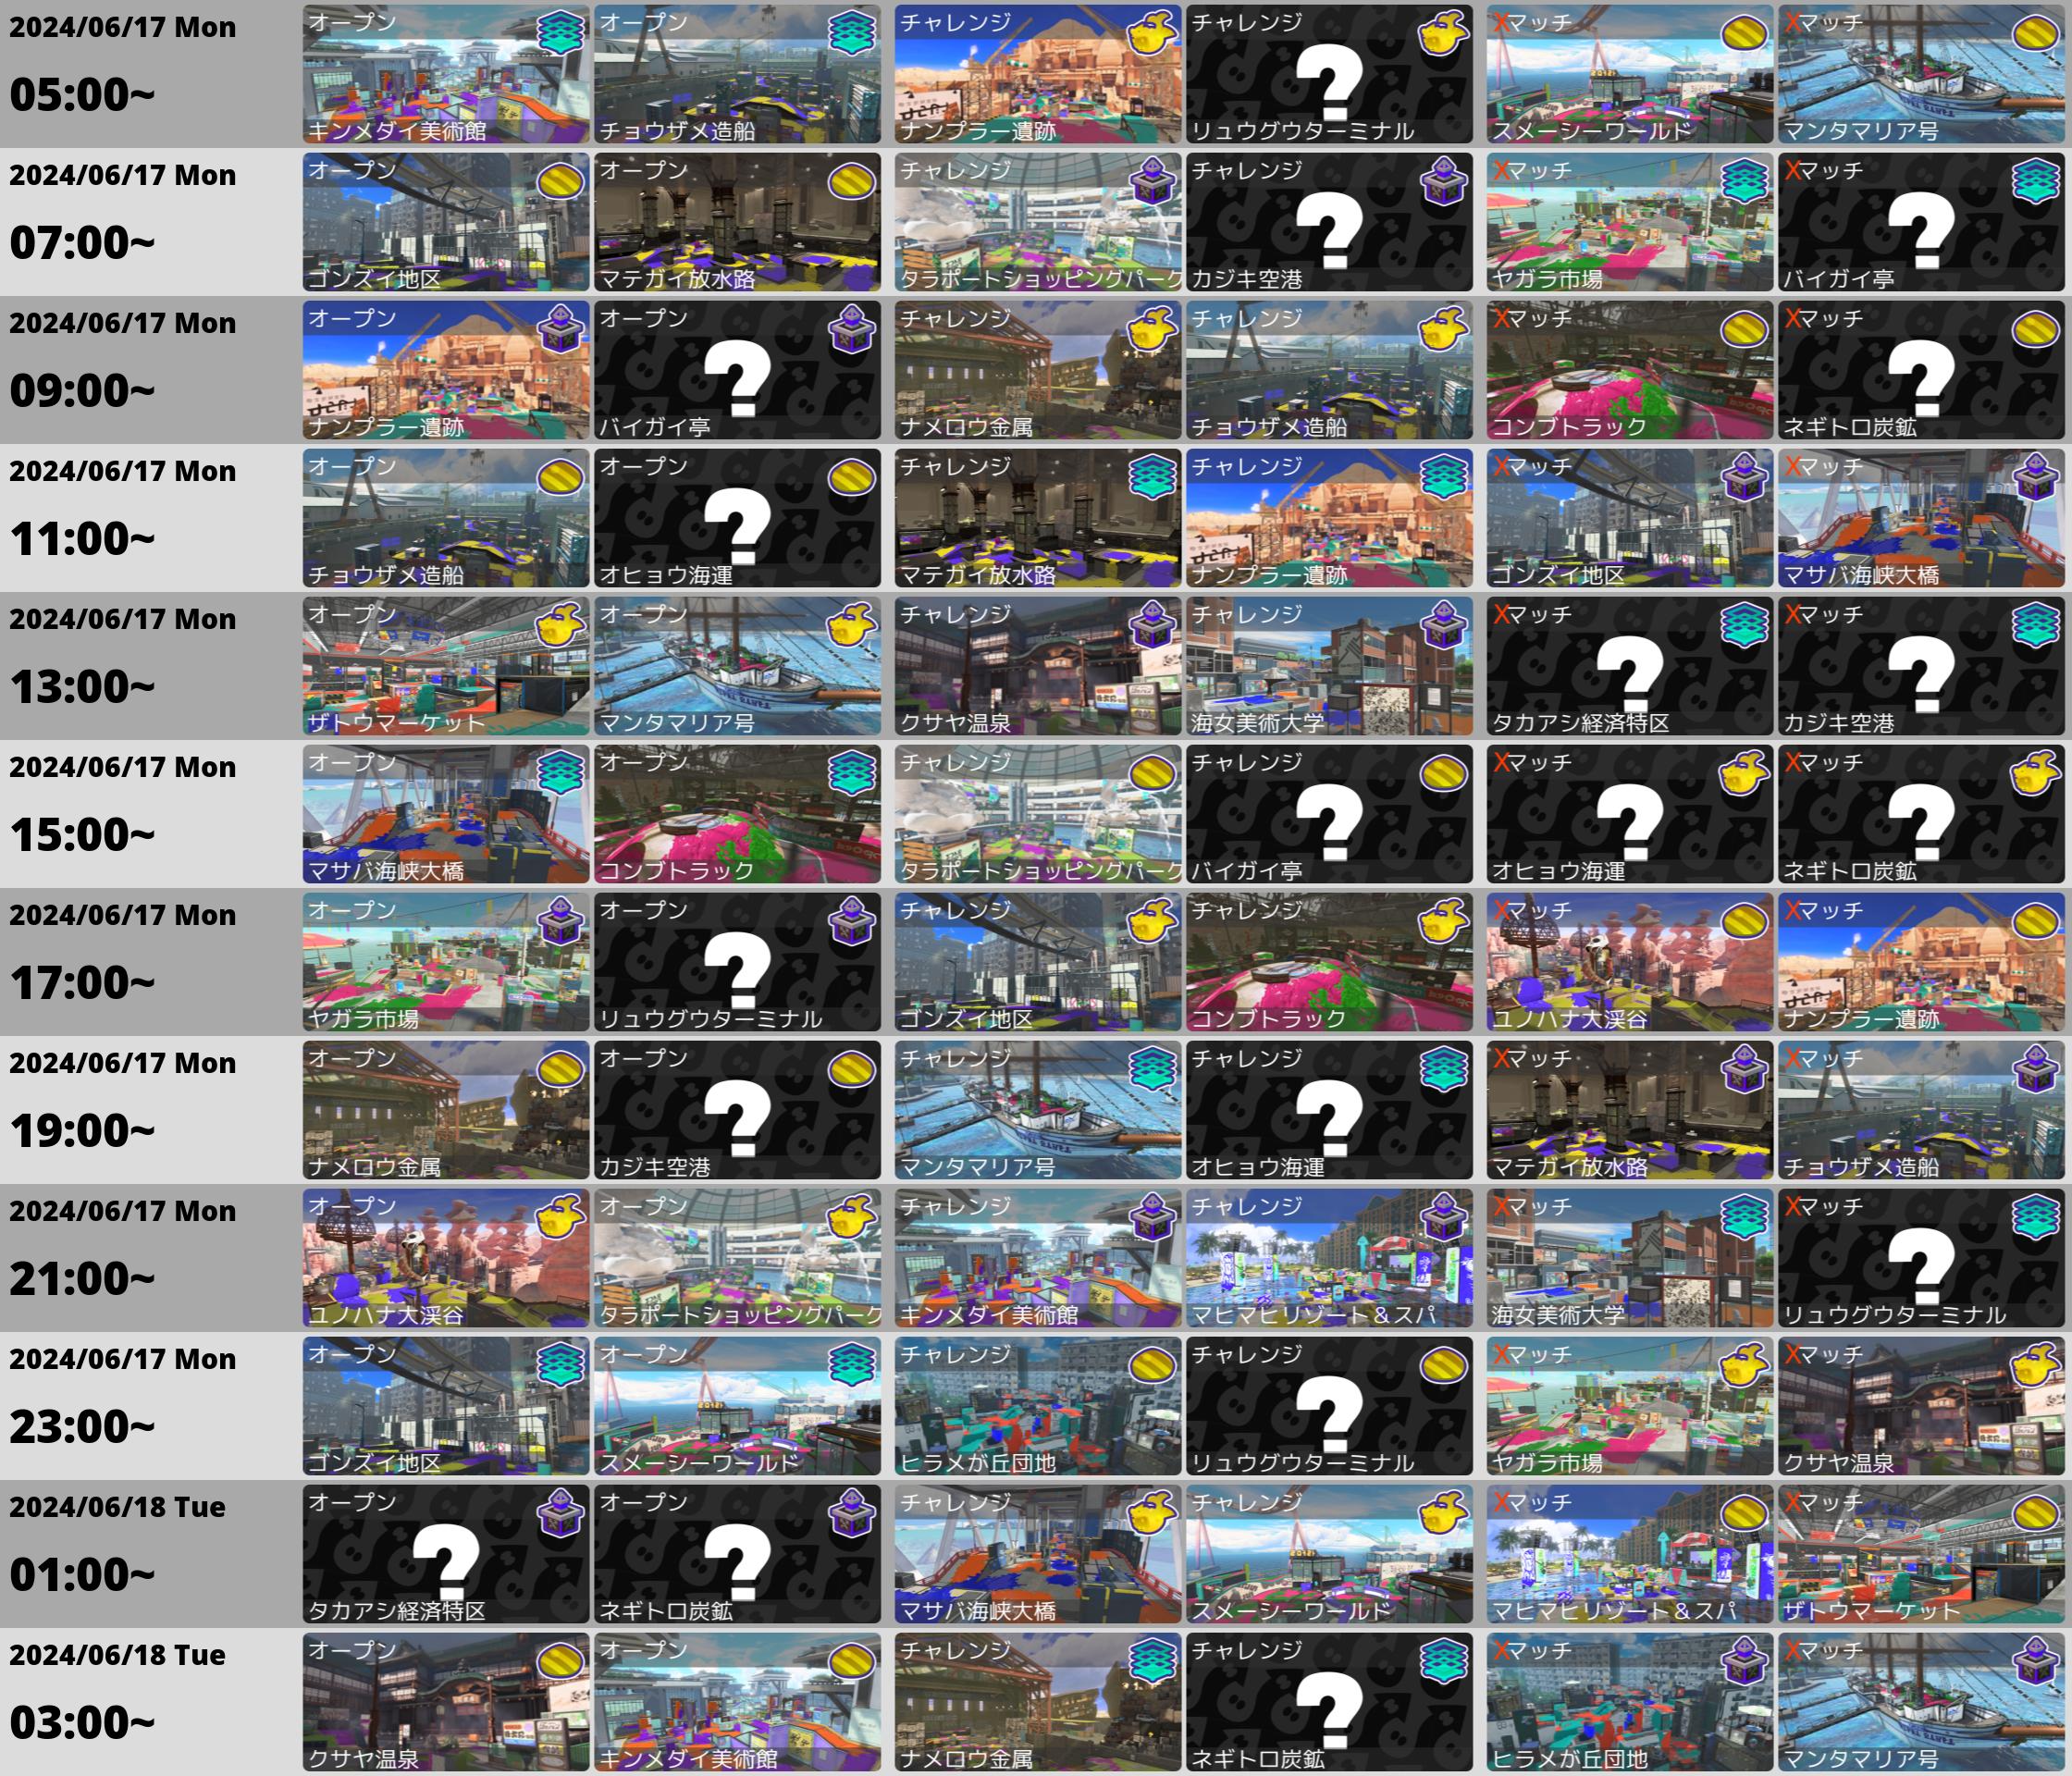 2024/06/17 Mon
05:00~
オープン
キンメダイ美術館
オープン
チョウザメ造船
チャレンジ
ナンプラー遺跡
チャレンジ
リュウグウターミナル
Xマッチ
スメーシーワールド
Xマッチ
マンタマリア号
2024/06/17 Mon
07:00~
オープン
ゴンズイ地区
オープン
マテガイ放水路
チャレンジ
タラポートショッピングパーク
チャレンジ
カジキ空港
Xマッチ
ヤガラ市場
Xマッチ
バイガイ亭
2024/06/17 Mon
09:00~
オープン
ナンプラー遺跡
オープン
バイガイ亭
チャレンジ
ナメロウ金属
チャレンジ
チョウザメ造船
Xマッチ
コンブトラック
Xマッチ
ネギトロ炭鉱
2024/06/17 Mon
11:00~
オープン
チョウザメ造船
オープン
オヒョウ海運
チャレンジ
マテガイ放水路
チャレンジ
ナンプラー遺跡
Xマッチ
ゴンズイ地区
Xマッチ
マサバ海峡大橋
2024/06/17 Mon
13:00~
オープン
ザトウマーケット
オープン
マンタマリア号
チャレンジ
クサヤ温泉
チャレンジ
海女美術大学
Xマッチ
タカアシ経済特区
Xマッチ
カジキ空港
2024/06/17 Mon
15:00~
オープン
マサバ海峡大橋
オープン
コンブトラック
チャレンジ
タラポートショッピングパーク
チャレンジ
バイガイ亭
Xマッチ
オヒョウ海運
Xマッチ
ネギトロ炭鉱
2024/06/17 Mon
17:00~
オープン
ヤガラ市場
オープン
リュウグウターミナル
チャレンジ
ゴンズイ地区
チャレンジ
コンブトラック
Xマッチ
ユノハナ大渓谷
Xマッチ
ナンプラー遺跡
2024/06/17 Mon
19:00~
オープン
ナメロウ金属
オープン
カジキ空港
チャレンジ
マンタマリア号
チャレンジ
オヒョウ海運
Xマッチ
マテガイ放水路
Xマッチ
チョウザメ造船
2024/06/17 Mon
21:00~
オープン
ユノハナ大渓谷
オープン
タラポートショッピングパーク
チャレンジ
キンメダイ美術館
チャレンジ
マヒマヒリゾート&スパ
Xマッチ
海女美術大学
Xマッチ
リュウグウターミナル
2024/06/17 Mon
23:00~
オープン
ゴンズイ地区
オープン
スメーシーワールド
チャレンジ
ヒラメが丘団地
チャレンジ
リュウグウターミナル
Xマッチ
ヤガラ市場
Xマッチ
クサヤ温泉
2024/06/18 Tue
01:00~
オープン
タカアシ経済特区
オープン
ネギトロ炭鉱
チャレンジ
マサバ海峡大橋
チャレンジ
スメーシーワールド
Xマッチ
マヒマヒリゾート&スパ
Xマッチ
ザトウマーケット
2024/06/18 Tue
03:00~
オープン
クサヤ温泉
オープン
キンメダイ美術館
チャレンジ
ナメロウ金属
チャレンジ
ネギトロ炭鉱
Xマッチ
ヒラメが丘団地
Xマッチ
マンタマリア号